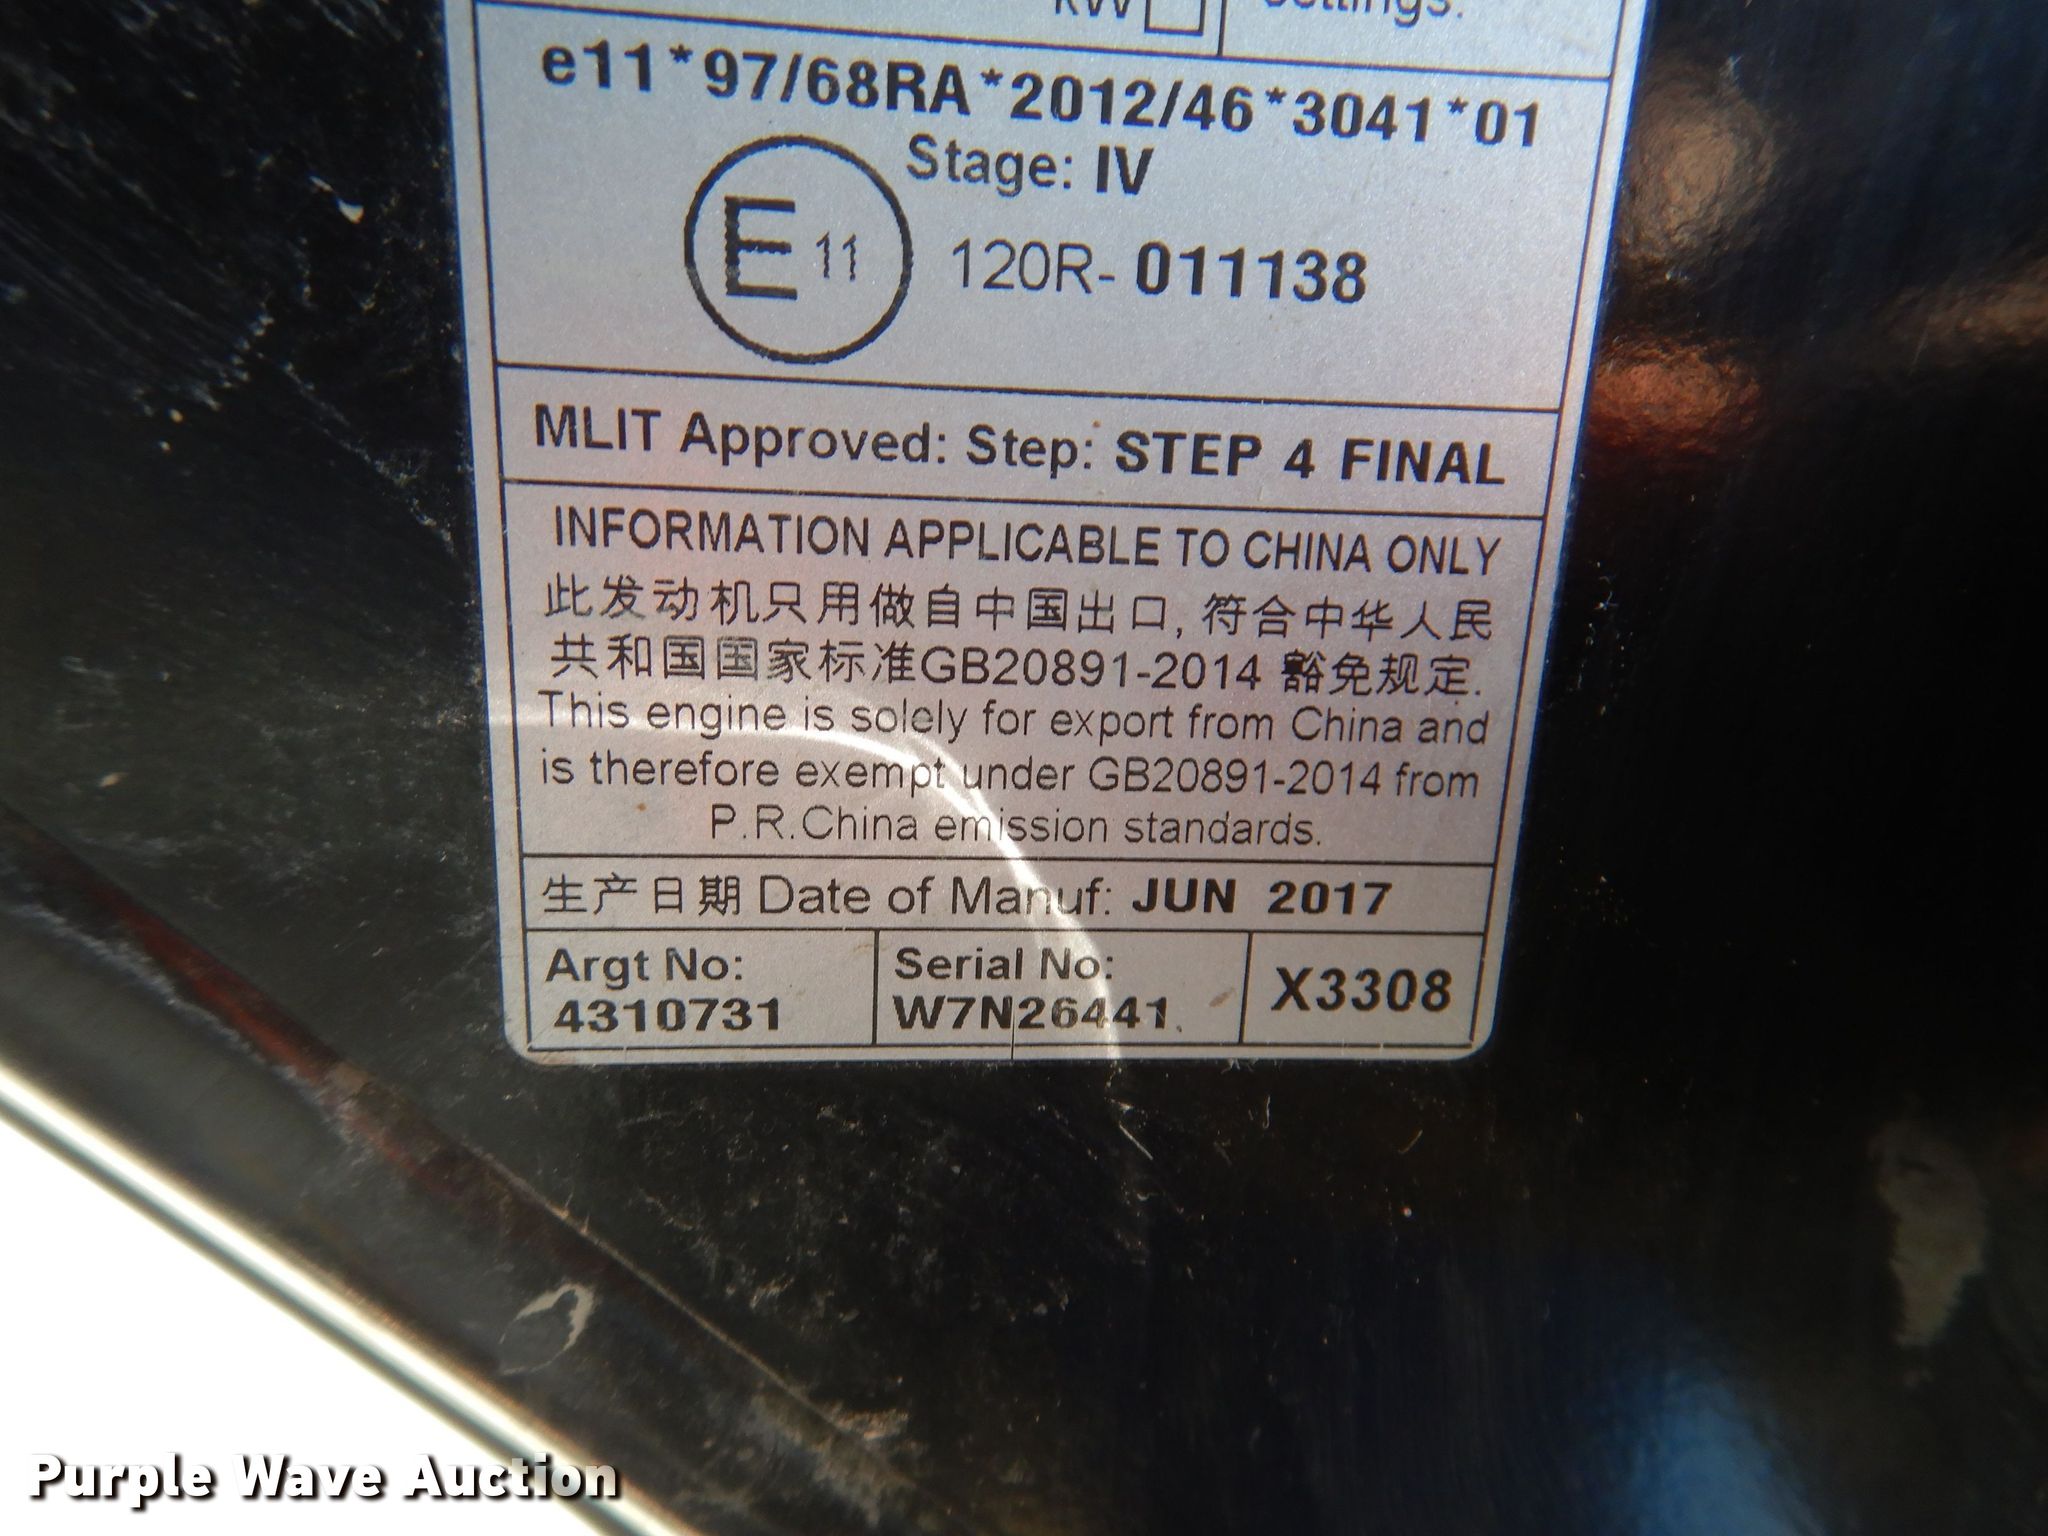 kW settings.
e11*97/68RA*2012/46*3041*01
Stage: IV
E 11 120R- 011138
MLIT Approved: Step: STEP 4 FINAL
INFORMATION APPLICABLE TO CHINA ONLY
此发动机只用做自中国出口, 符合中华人民
共和国国家标准GB20891-2014 豁免规定.
This engine is solely for export from China and
is therefore exempt under GB20891-2014 from
P.R.China emission standards.
生产日期 Date of Manuf: JUN 2017
Argt No: Serial No:
4310731 W7N26441. X3308
Purple Wave Auction